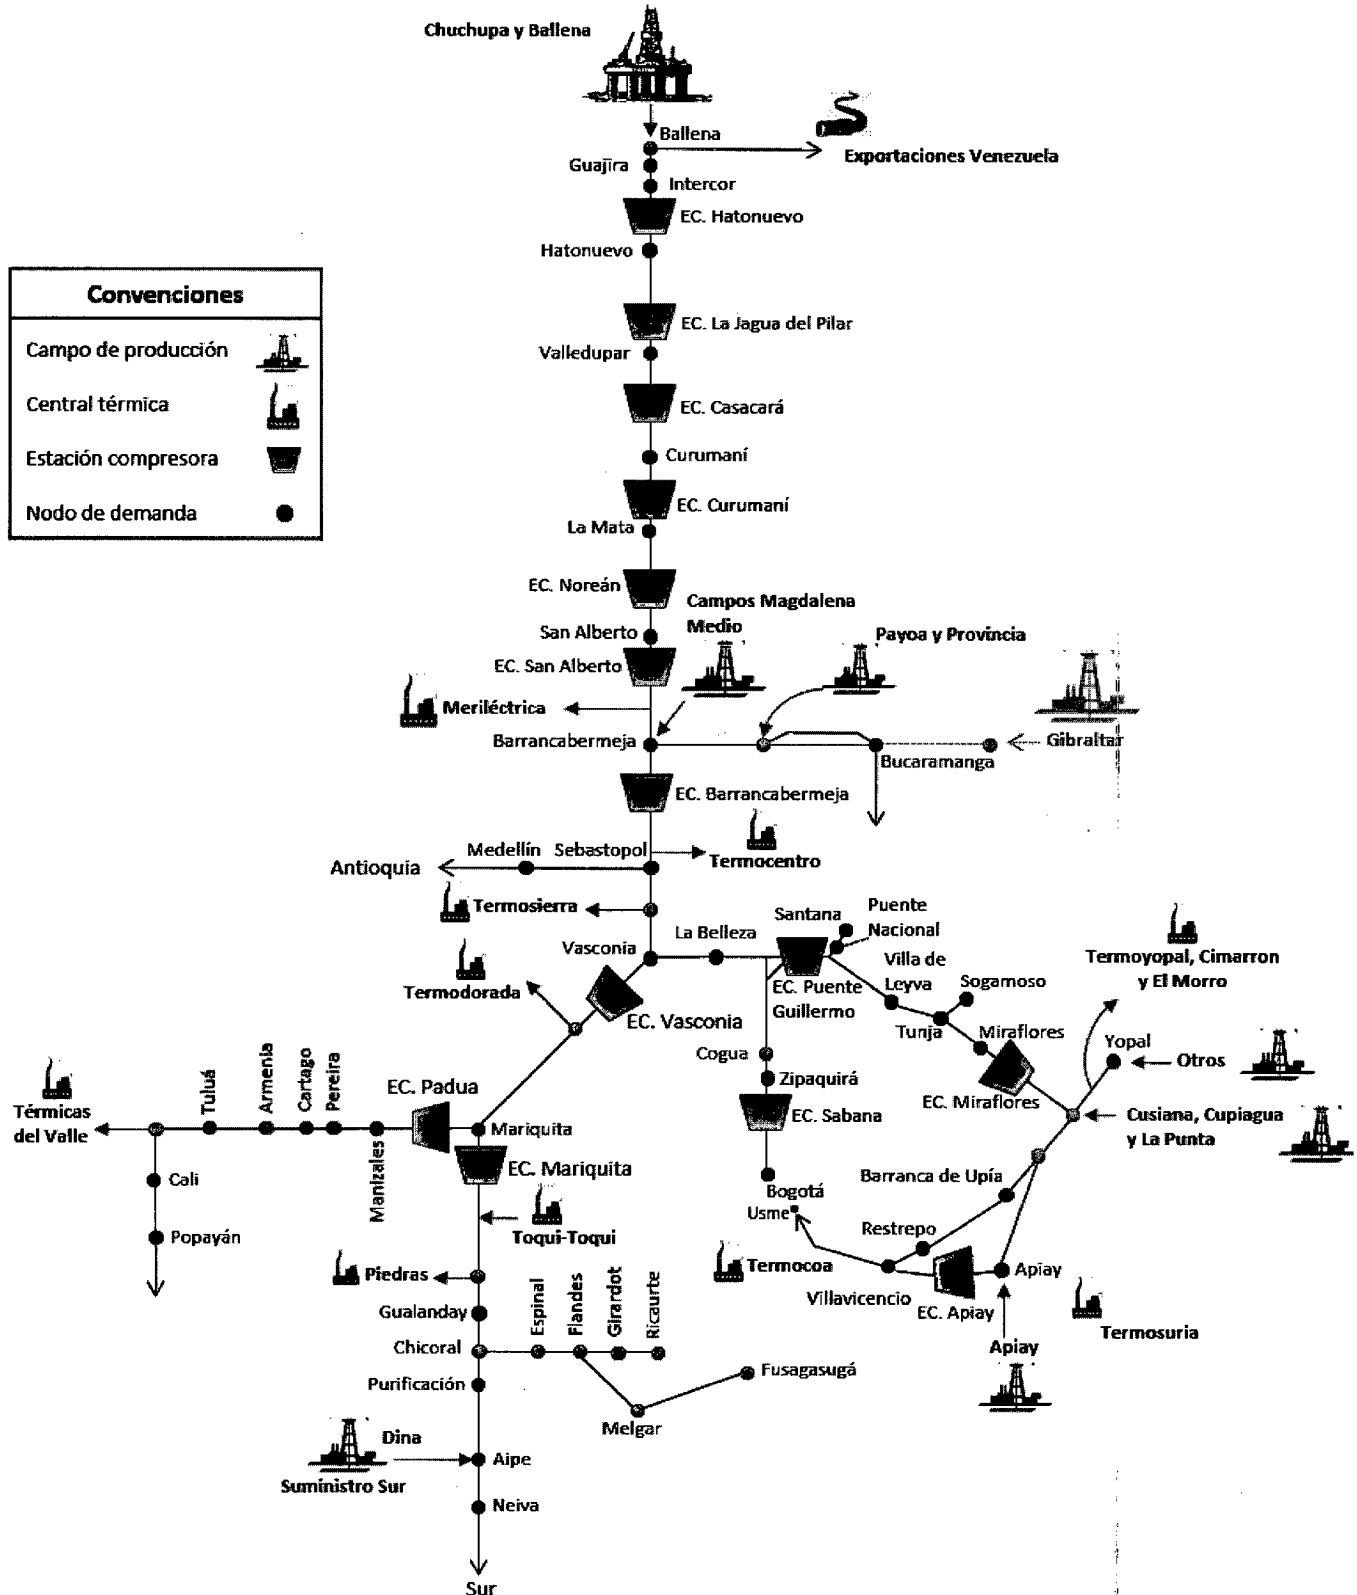 Chuchupa y Ballena
Ballena
Exportaciones Venezuela
Guajira
Intercor
EC. Hatonuevo
Hatonuevo
Convenciones
Campo de producción
Central térmica
Estación compresora
Nodo de demanda
EC. La Jagua del Pilar
Valledupar
EC. Casacará
Curumaní
EC. Curumaní
La Mata
EC. Noreán
Campos Magdalena
Medio
San Alberto
EC. San Alberto
Payoa y Provincia
Meriléctrica
Barrancabermeja
Gibraltar
Bucaramanga
EC. Barrancabermeja
Termocentro
Medellín
Sebastopol
Antioquia
Termosierra
Vasconia
La Belleza
Santana
Puente
Nacional
EC. Puente
Guillermo
Villa de
Leyva
Sogamoso
Tunja
Miraflores
EC. Miraflores
Termoyopal, Cimarron
y El Morro
Yopal
Otros
Cusiana, Cupiagua
y La Punta
Termodorada
EC. Vasconia
Cogua
Zipaquirá
EC. Sabana
Bogotá
Usme
Térmicas
del Valle
Tuluá
Armenia
Cartago
Pereira
Manizales
EC. Padua
Mariquita
EC. Mariquita
Cali
Popayán
Toqui-Toqui
Piedras
Gualanday
Chicoral
Espinal
Flandes
Girardot
Ricaurte
Fusagasugá
Melgar
Purificación
Dina
Suministro Sur
Aipe
Neiva
Sur
Barranca de Upía
Restrepo
Termocoa
Villavicencio
EC. Apiay
Apiay
Termosuria
Apiay